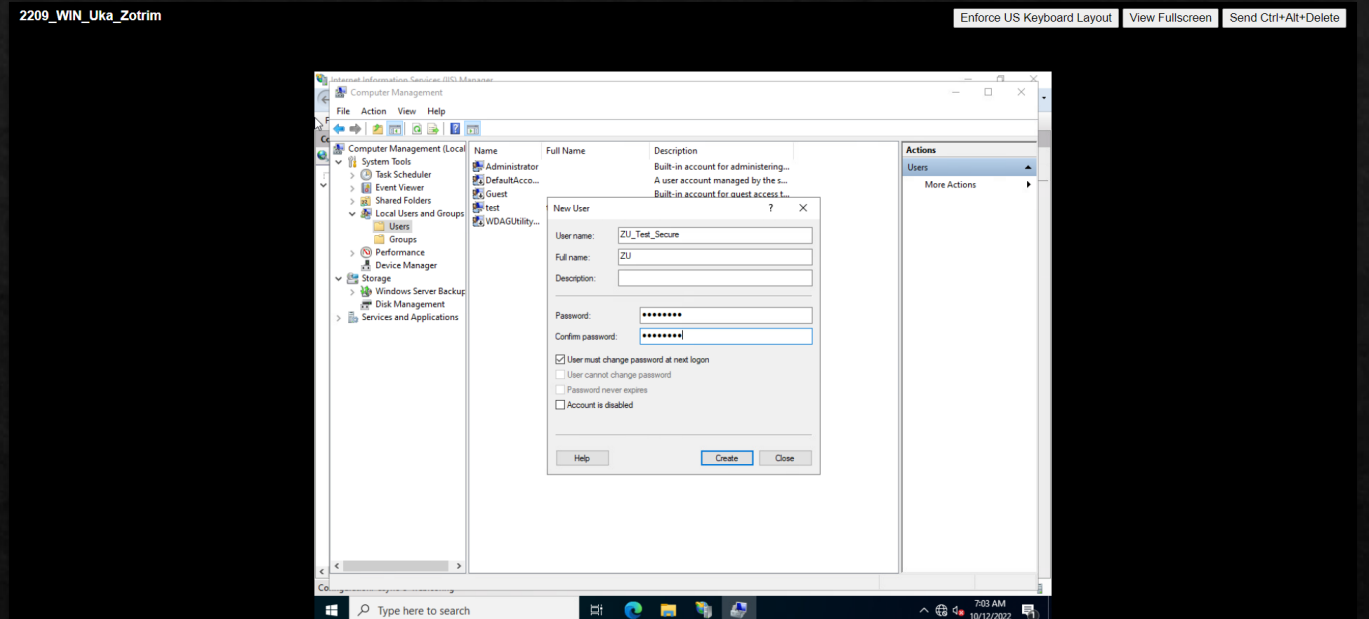 2209_WIN_Uka_Zotrim
Enforce US Keyboard Layout View Fullscreen Send Ctrl+Alt+Delete
Internet Information Services (IIS) Manager
Computer Management
File Action View Help
Computer Management (Local
System Tools
Task Scheduler
Event Viewer
Shared Folders
Local Users and Groups
Users
Groups
Performance
Device Manager
Storage
Windows Server Backup
Disk Management
Services and Applications
Name Full Name Description
Administrator Built-in account for administering...
DefaultAcco... A user account managed by the s...
Guest Built-in account for guest access t...
test
WDAGUtility...
Actions
Users
More Actions
New User ?
User name: ZU_Test_Secure
Full name: ZU
Description:
Password: ●●●●●●●●
Confirm password: ●●●●●●●●
User must change password at next logon
User cannot change password
Password never expires
Account is disabled
Help Create Close
Type here to search
7:03 AM
10/12/2022
1